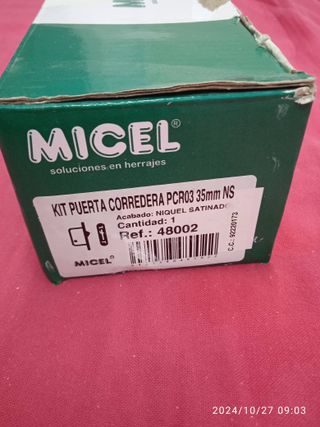 MICEL®
soluciones en herrajes
KIT PUERTA CORREDERA PCR03 35mm NS
Acabado: NIQUEL SATINADO
Cantidad: 1
Ref.: 48002
MICEL®
C.C.: 92220173
2024/10/27 09:03